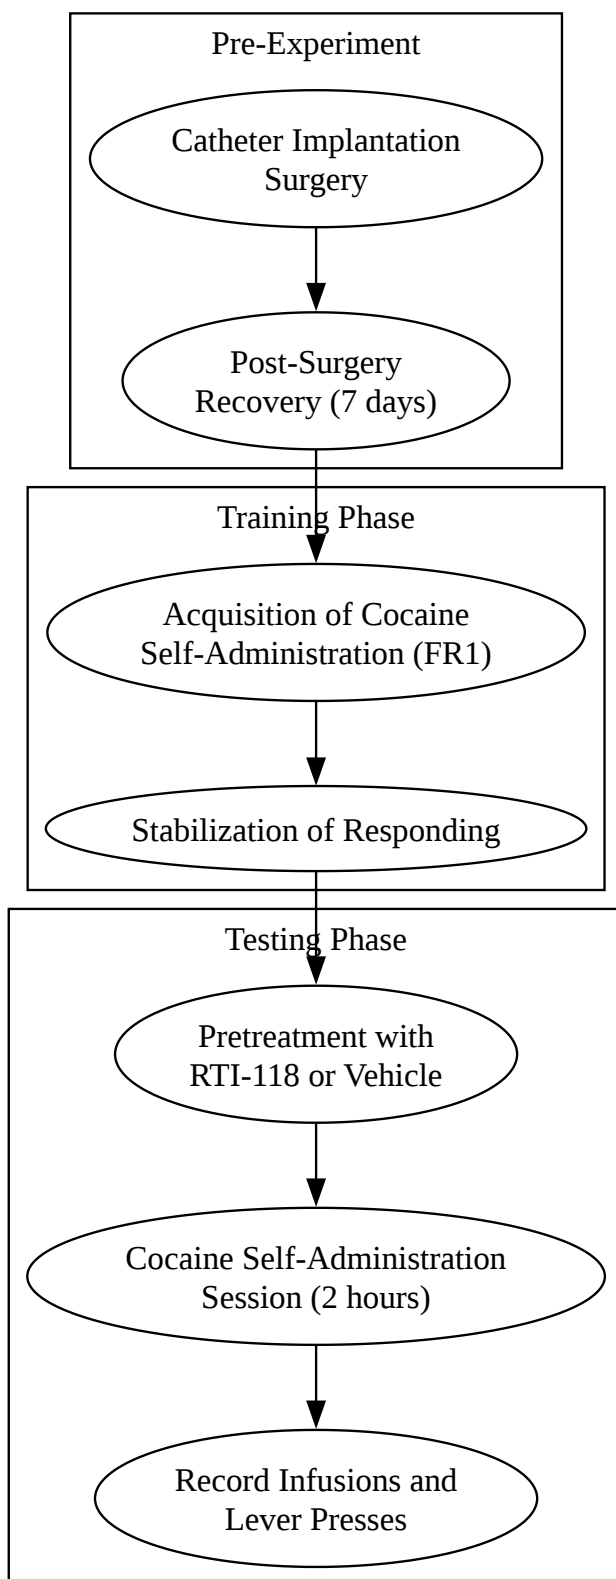 Pre-Experiment
Catheter Implantation
Surgery
Post-Surgery
Recovery (7 days)
Training Phase
Acquisition of Cocaine
Self-Administration (FR1)
Stabilization of Responding
Testing Phase
Pretreatment with
RTI-118 or Vehicle
Cocaine Self-Administration
Session (2 hours)
Record Infusions and
Lever Presses